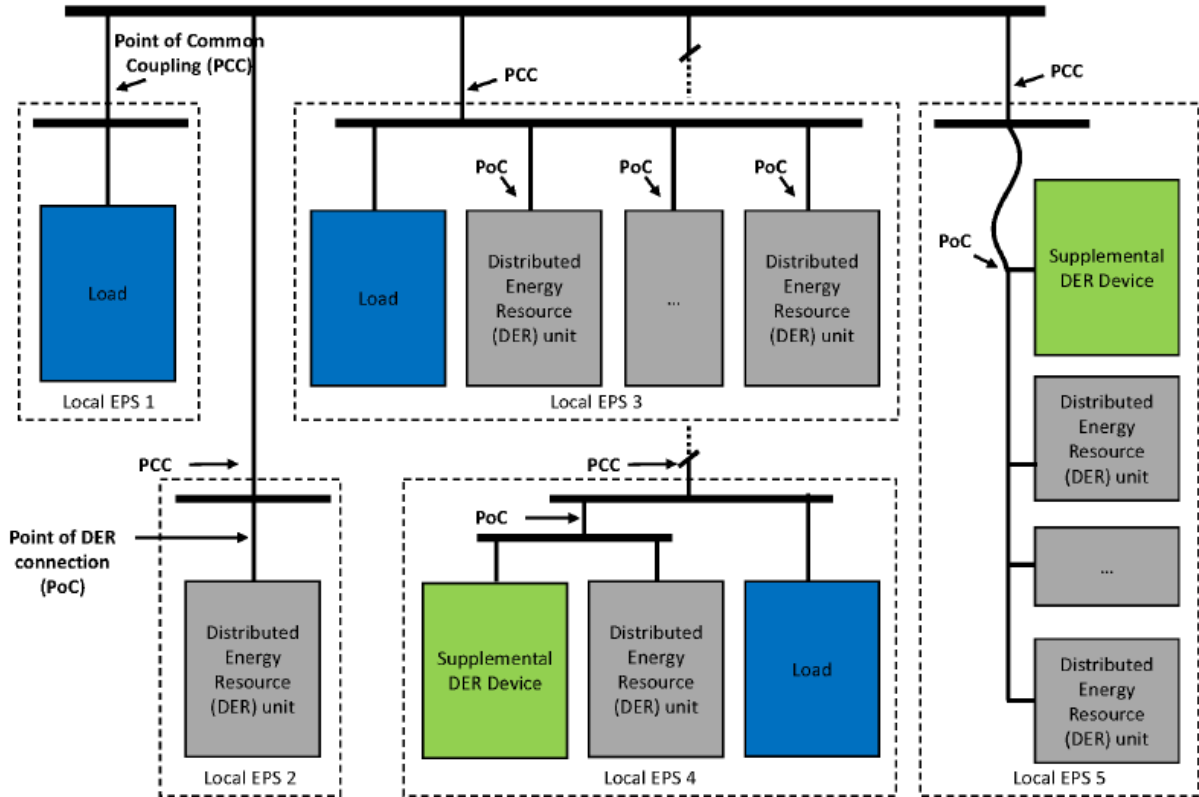 Point of Common
Coupling (PCC)
PCC
PCC
PoC
PoC
PoC
Load
Load
Distributed
Energy
Resource
(DER) unit
...
Distributed
Energy
Resource
(DER) unit
Local EPS 1
Local EPS 3
PoC
Supplemental
DER Device
Distributed
Energy
Resource
(DER) unit
...
Distributed
Energy
Resource
(DER) unit
Local EPS 5
PCC
Point of DER
connection
(PoC)
Distributed
Energy
Resource
(DER) unit
Local EPS 2
PCC
PoC
Supplemental
DER Device
Distributed
Energy
Resource
(DER) unit
Load
Local EPS 4